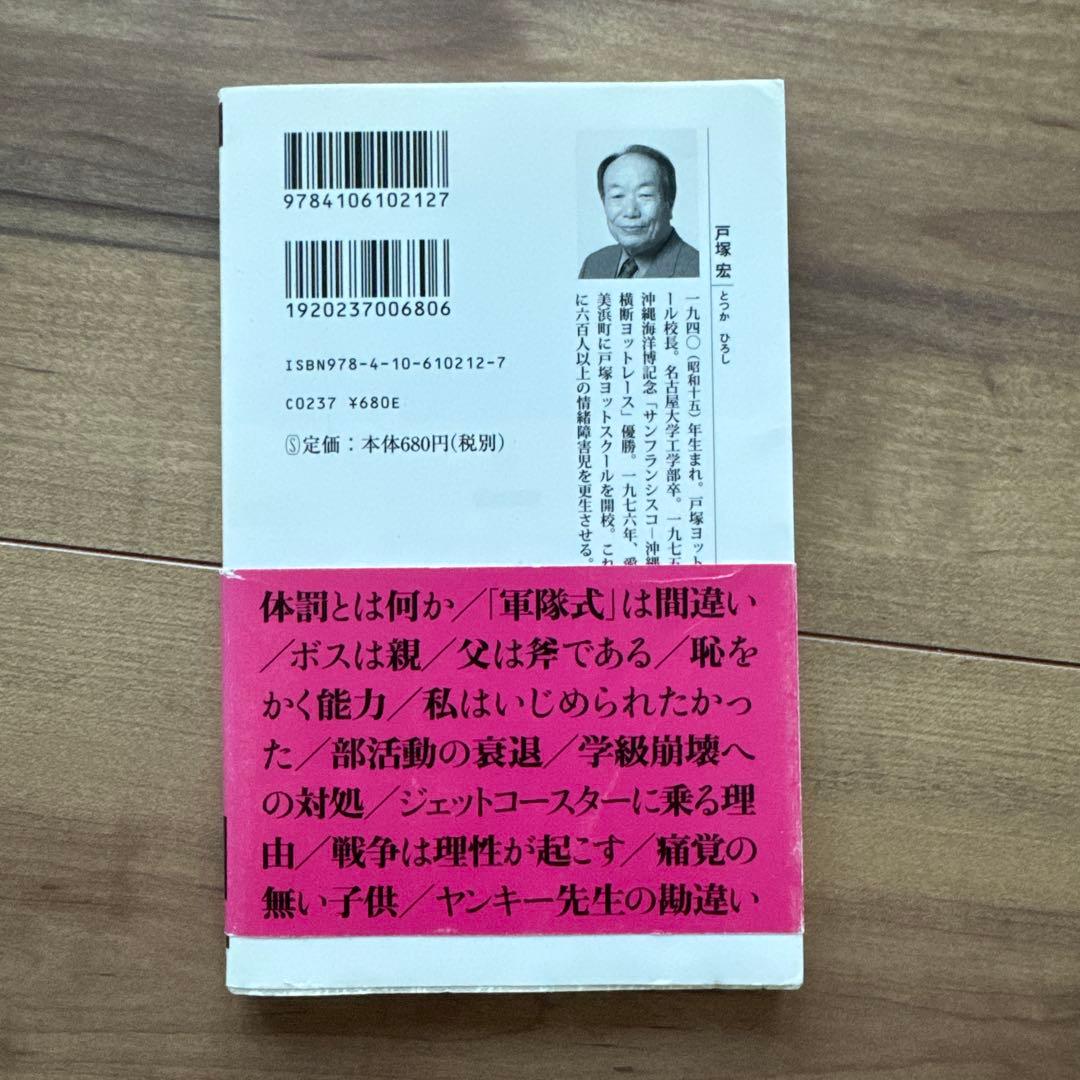 9784106102127
1920237006806
ISBN978-4-10-610212-7
C0237 ¥680E
Ⓢ定価：本体680円（税別）
戸塚 宏 とつか ひろし
一九四〇（昭和十五）年生まれ。戸塚ヨット
ール校長。名古屋大学工学部卒。一九七五
沖縄海洋博記念「サンフランシスコ―沖縄
横断ヨットレース」優勝。一九七六年、愛
美浜町に戸塚ヨットスクールを開校。これ
に六百人以上の情緒障害児を更生させる。
体罰とは何か／「軍隊式」は間違い
／ボスは親／父は斧である／恥を
かく能力／私はいじめられたかっ
た／部活動の衰退／学級崩壊へ
の対処／ジェットコースターに乗る理
由／戦争は理性が起こす／痛覚の
無い子供／ヤンキー先生の勘違い